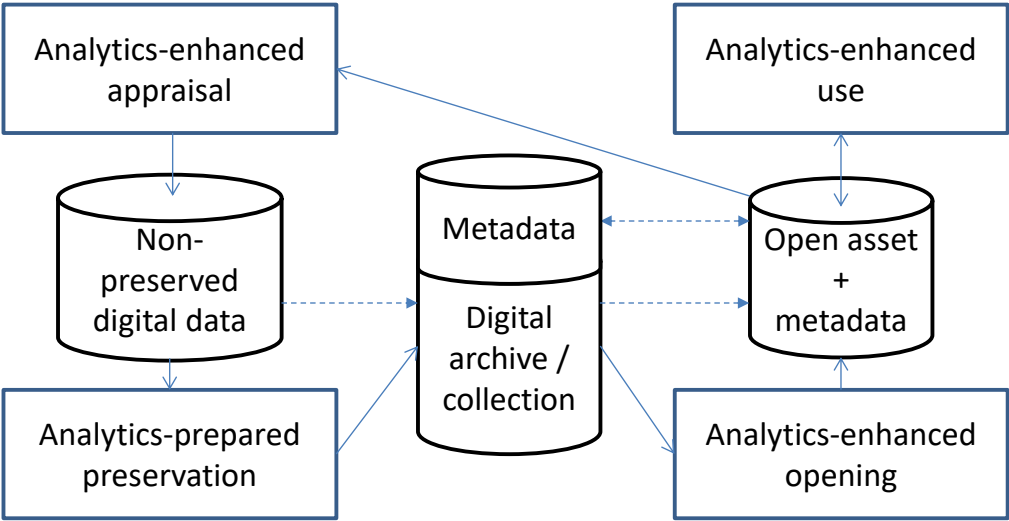 Analytics-enhanced
appraisal
Analytics-enhanced
use
Non-
preserved
digital data
Metadata
Digital
archive /
collection
Open asset
+
metadata
Analytics-prepared
preservation
Analytics-enhanced
opening